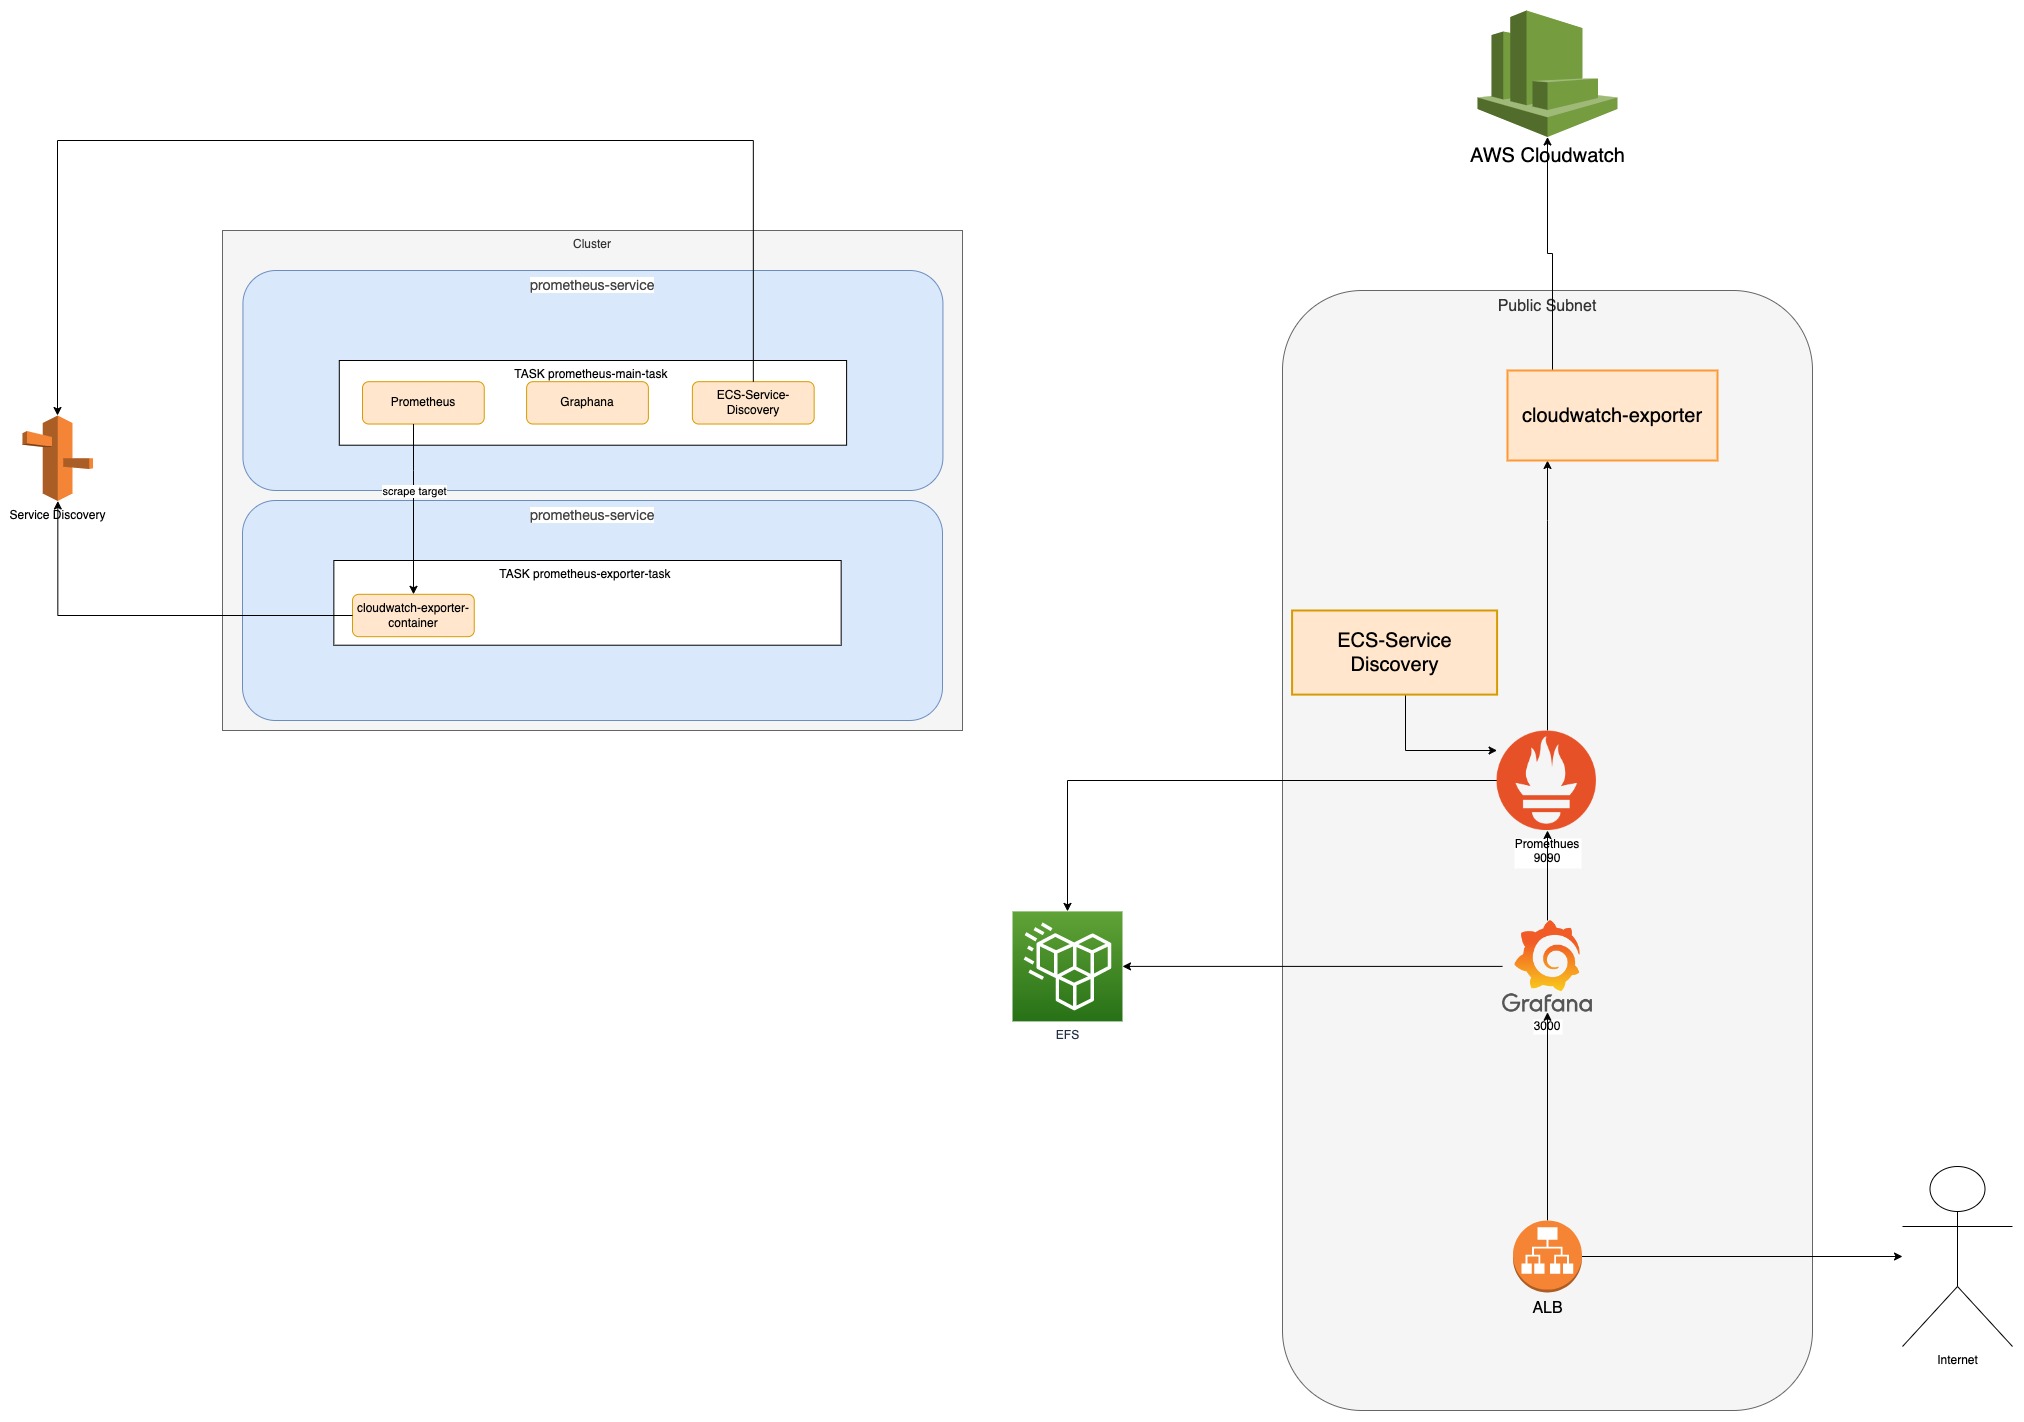 AWS Cloudwatch
Cluster
prometheus-service
TASK prometheus-main-task
Prometheus
Graphana
ECS-Service-
Discovery
scrape target
Service Discovery
prometheus-service
TASK prometheus-exporter-task
cloudwatch-exporter-
container
Public Subnet
cloudwatch-exporter
ECS-Service
Discovery
Promethues
9090
Grafana
3000
EFS
ALB
Internet